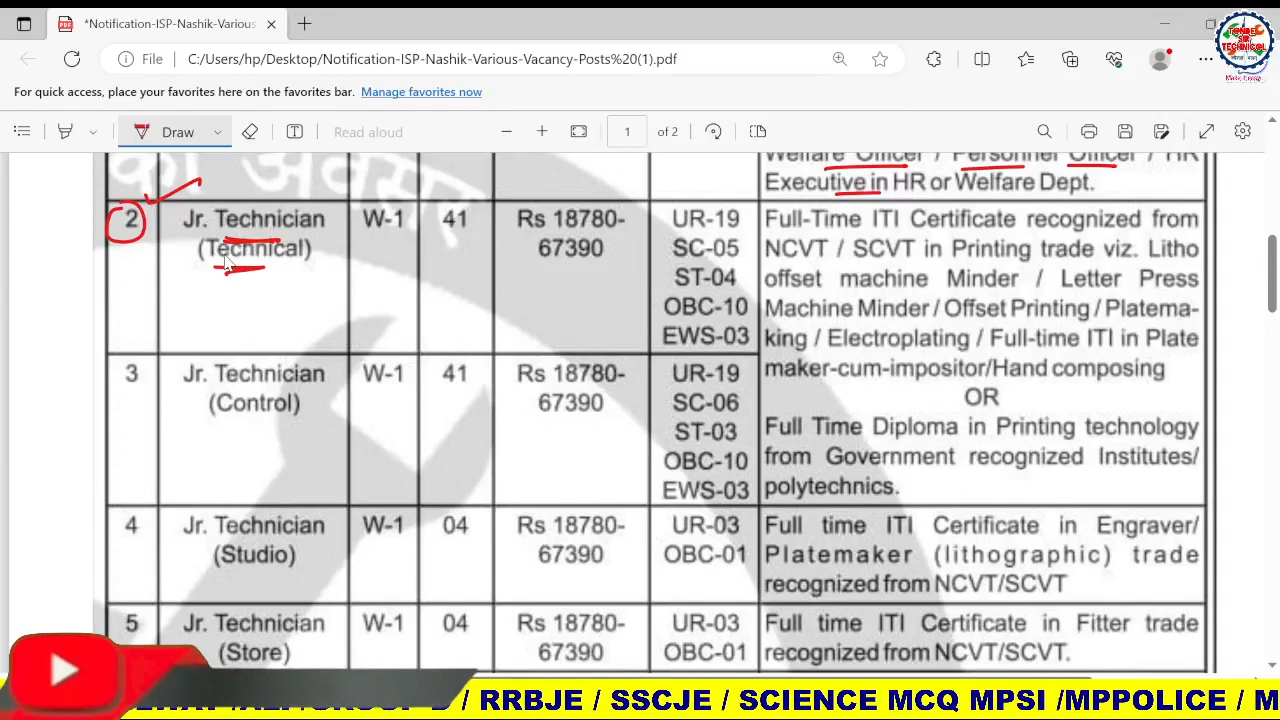 *Notification-ISP-Nashik-Various
TONDE SIR TECHNICAL
File C:/Users/hp/Desktop/Notification-ISP-Nashik-Various-Vacancy-Posts%20(1).pdf
For quick access, place your favorites here on the favorites bar. Manage favorites now
Draw
Read aloud
1 of 2
का अवसर
Welfare Officer / Personnel Officer / HR
Executive in HR or Welfare Dept.
2 Jr. Technician W-1 41 Rs 18780- UR-19 Full-Time ITI Certificate recognized from
(Technical) 67390 SC-05 NCVT / SCVT in Printing trade viz. Litho
ST-04 offset machine Minder / Letter Press
OBC-10 Machine Minder / Offset Printing / Platema-
EWS-03 king / Electroplating / Full-time ITI in Plate
3 Jr. Technician W-1 41 Rs 18780- UR-19 maker-cum-impositor/Hand composing
(Control) 67390 SC-06 OR
ST-03 Full Time Diploma in Printing technology
OBC-10 from Government recognized Institutes/
EWS-03 polytechnics.
4 Jr. Technician W-1 04 Rs 18780- UR-03 Full time ITI Certificate in Engraver/
(Studio) 67390 OBC-01 Platemaker (lithographic) trade
recognized from NCVT/SCVT
5 Jr. Technician W-1 04 Rs 18780- UR-03 Full time ITI Certificate in Fitter trade
(Store) 67390 OBC-01 recognized from NCVT/SCVT.
/ RRBJE / SSCJE / SCIENCE MCQ MPSI /MPPOLICE / M